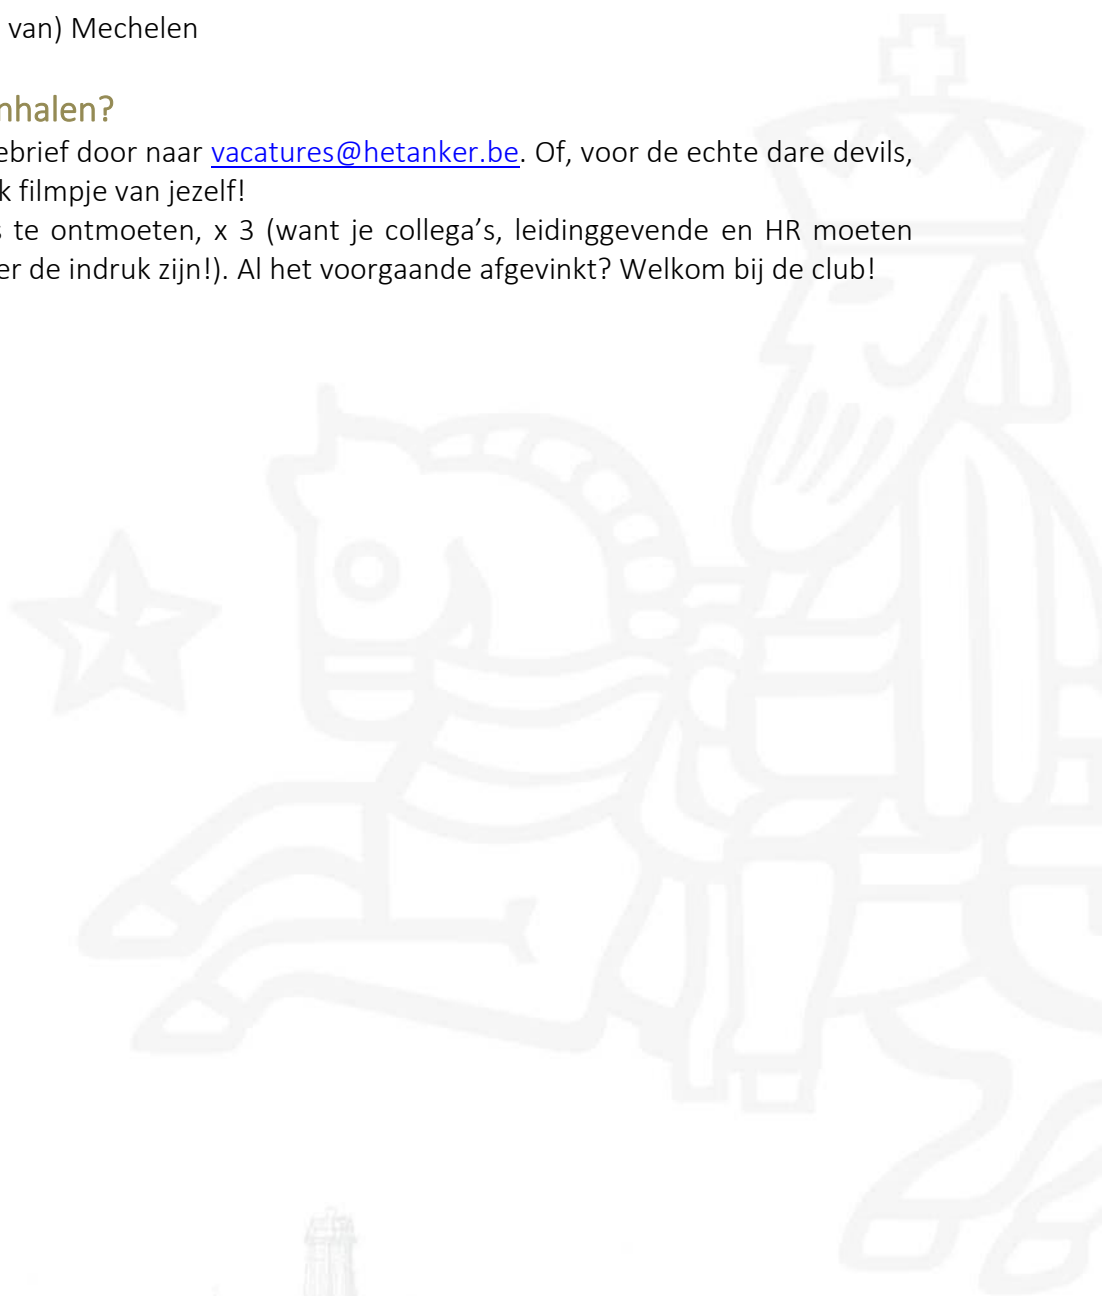 van) Mechelen
nhalen?
ebrief door naar vacatures@hetanker.be. Of, voor de echte dare devils,
k filmpje van jezelf!
s te ontmoeten, x 3 (want je collega’s, leidinggevende en HR moeten
er de indruk zijn!). Al het voorgaande afgevinkt? Welkom bij de club!